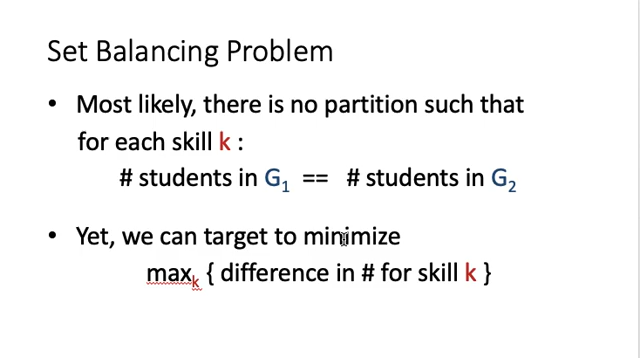 Set Balancing Problem
• Most likely, there is no partition such that
for each skill k :
# students in G1 == # students in G2
• Yet, we can target to minimize
maxk { difference in # for skill k }